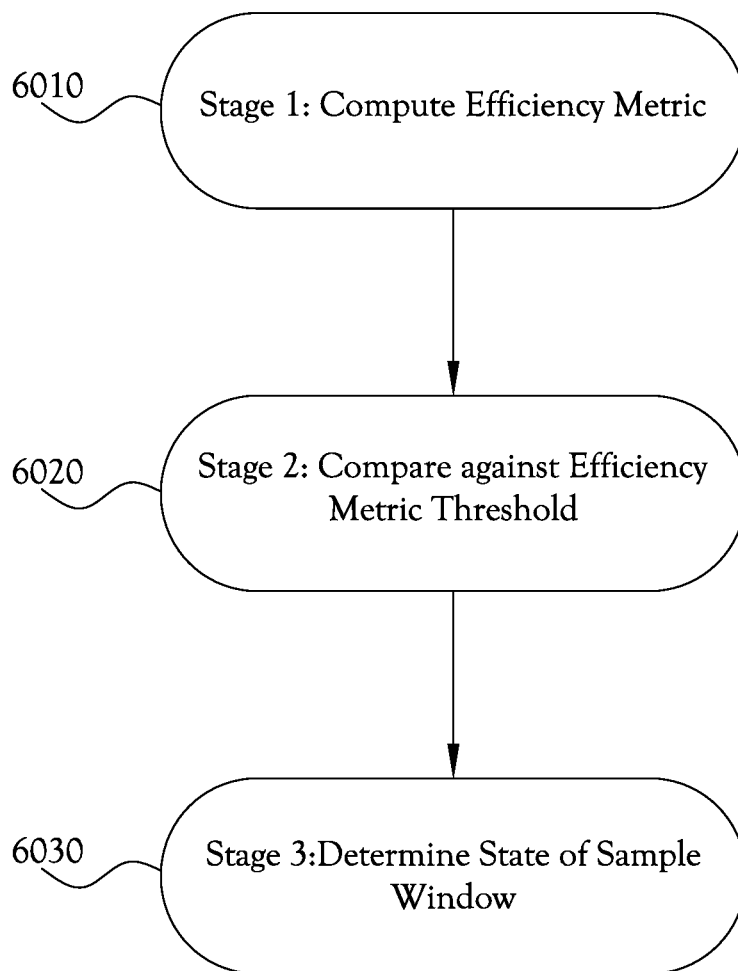 6010
Stage 1: Compute Efficiency Metric
6020
Stage 2: Compare against Efficiency
Metric Threshold
6030
Stage 3:Determine State of Sample
Window